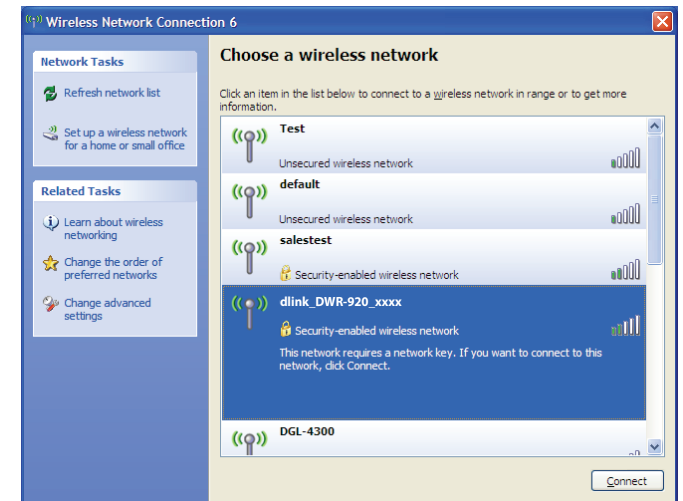 Wireless Network Connection 6
Network Tasks
Refresh network list
Set up a wireless network
for a home or small office
Related Tasks
Learn about wireless
networking
Change the order of
preferred networks
Change advanced
settings
Choose a wireless network
Click an item in the list below to connect to a wireless network in range or to get more
information.
Test
Unsecured wireless network
default
Unsecured wireless network
salestest
Security-enabled wireless network
dlink_DWR-920_xxxx
Security-enabled wireless network
This network requires a network key. If you want to connect to this
network, click Connect.
DGL-4300
Connect